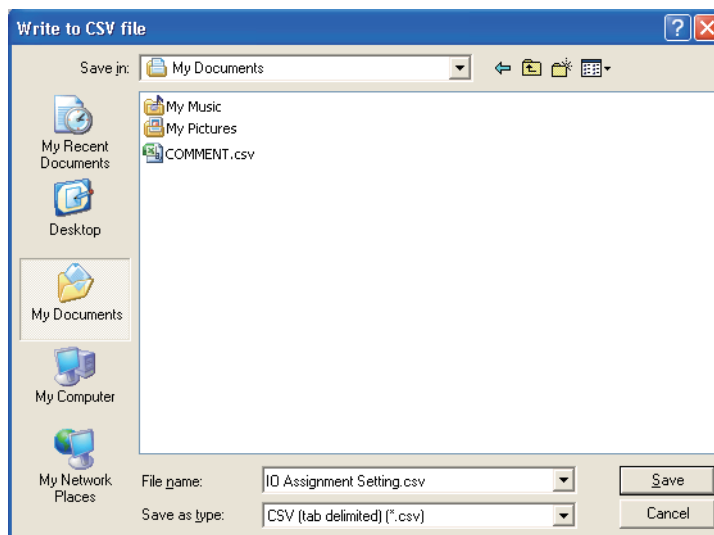 Write to CSV file
Save in: My Documents
My Music
My Pictures
COMMENT.csv
My Recent
Documents
Desktop
My Documents
My Computer
My Network
Places
File name: IO Assignment Setting.csv
Save
Save as type: CSV (tab delimited) (*.csv)
Cancel